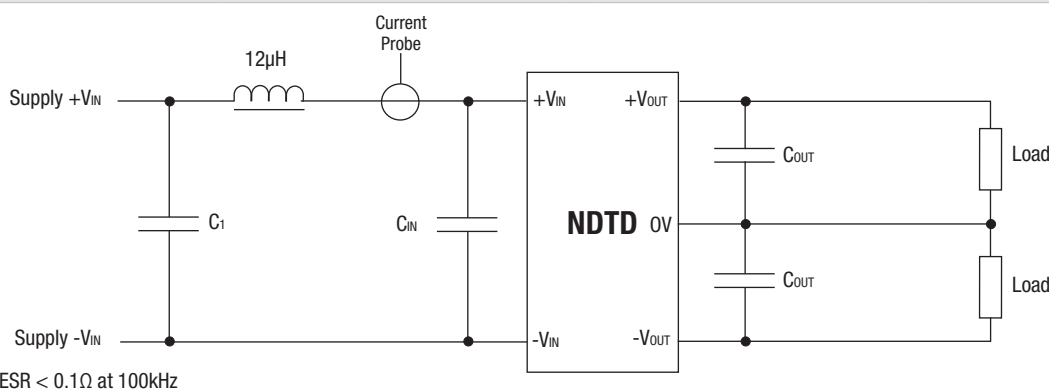 Current
Probe
12µH
Supply +VIN
+VIN
+VOUT
COUT
Load
C1
CIN
NDTD 0V
COUT
Load
Supply -VIN
-VIN
-VOUT
ESR < 0.1Ω at 100kHz